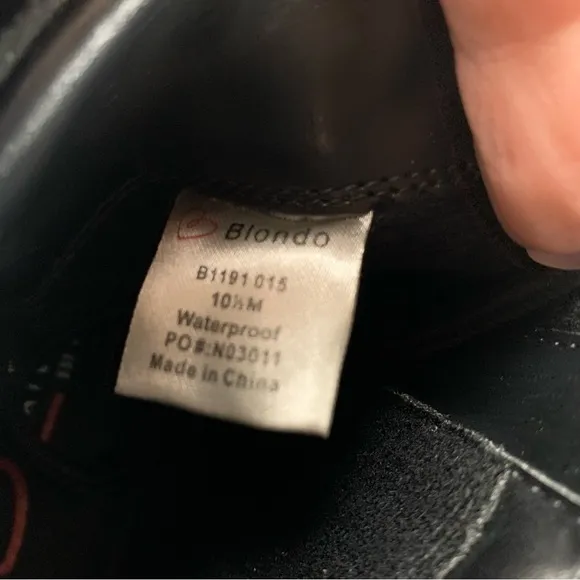 Blondo
B1191 015
10½M
Waterproof
PO#:N03011
Made in China